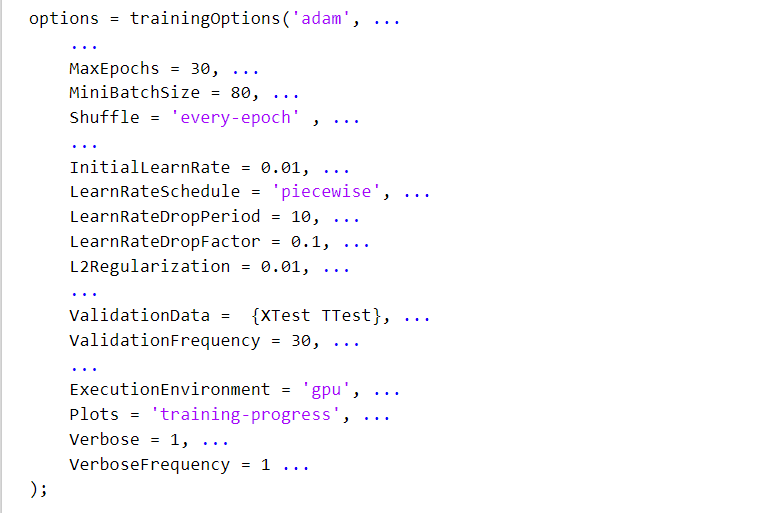 options = trainingOptions('adam', ...
...
MaxEpochs = 30, ...
MiniBatchSize = 80, ...
Shuffle = 'every-epoch' , ...
...
InitialLearnRate = 0.01, ...
LearnRateSchedule = 'piecewise', ...
LearnRateDropPeriod = 10, ...
LearnRateDropFactor = 0.1, ...
L2Regularization = 0.01, ...
...
ValidationData =  {XTest TTest}, ...
ValidationFrequency = 30, ...
...
ExecutionEnvironment = 'gpu', ...
Plots = 'training-progress', ...
Verbose = 1, ...
VerboseFrequency = 1 ...
);